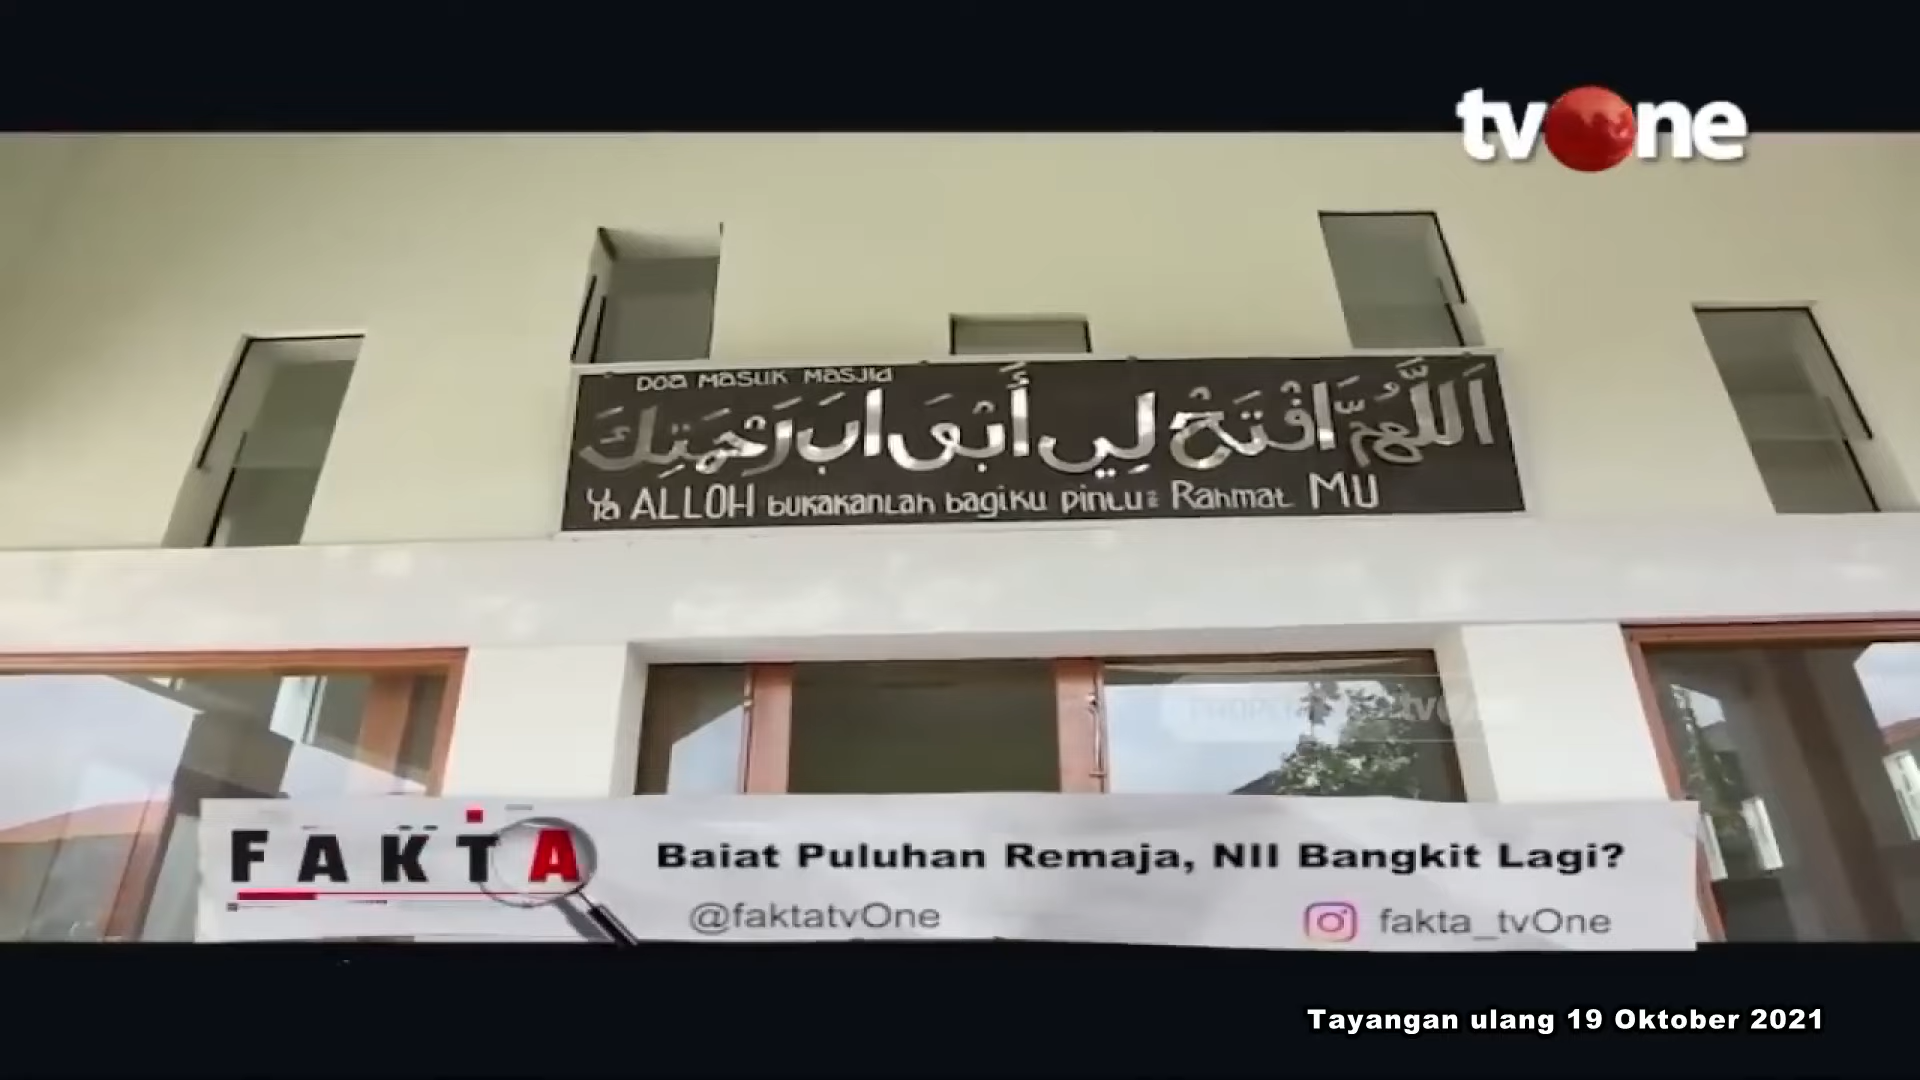 tvOne
Doa masuk masjid
اَللّٰهُمَّ افْتَحْ لِي أَبْوَابَ رَحْمَتِكَ
Ya ALLOH bukakanlah bagiku pintu² Rahmat MU
FAKTA
Baiat Puluhan Remaja, NII Bangkit Lagi?
@faktatvOne
fakta_tvOne
Tayangan ulang 19 Oktober 2021